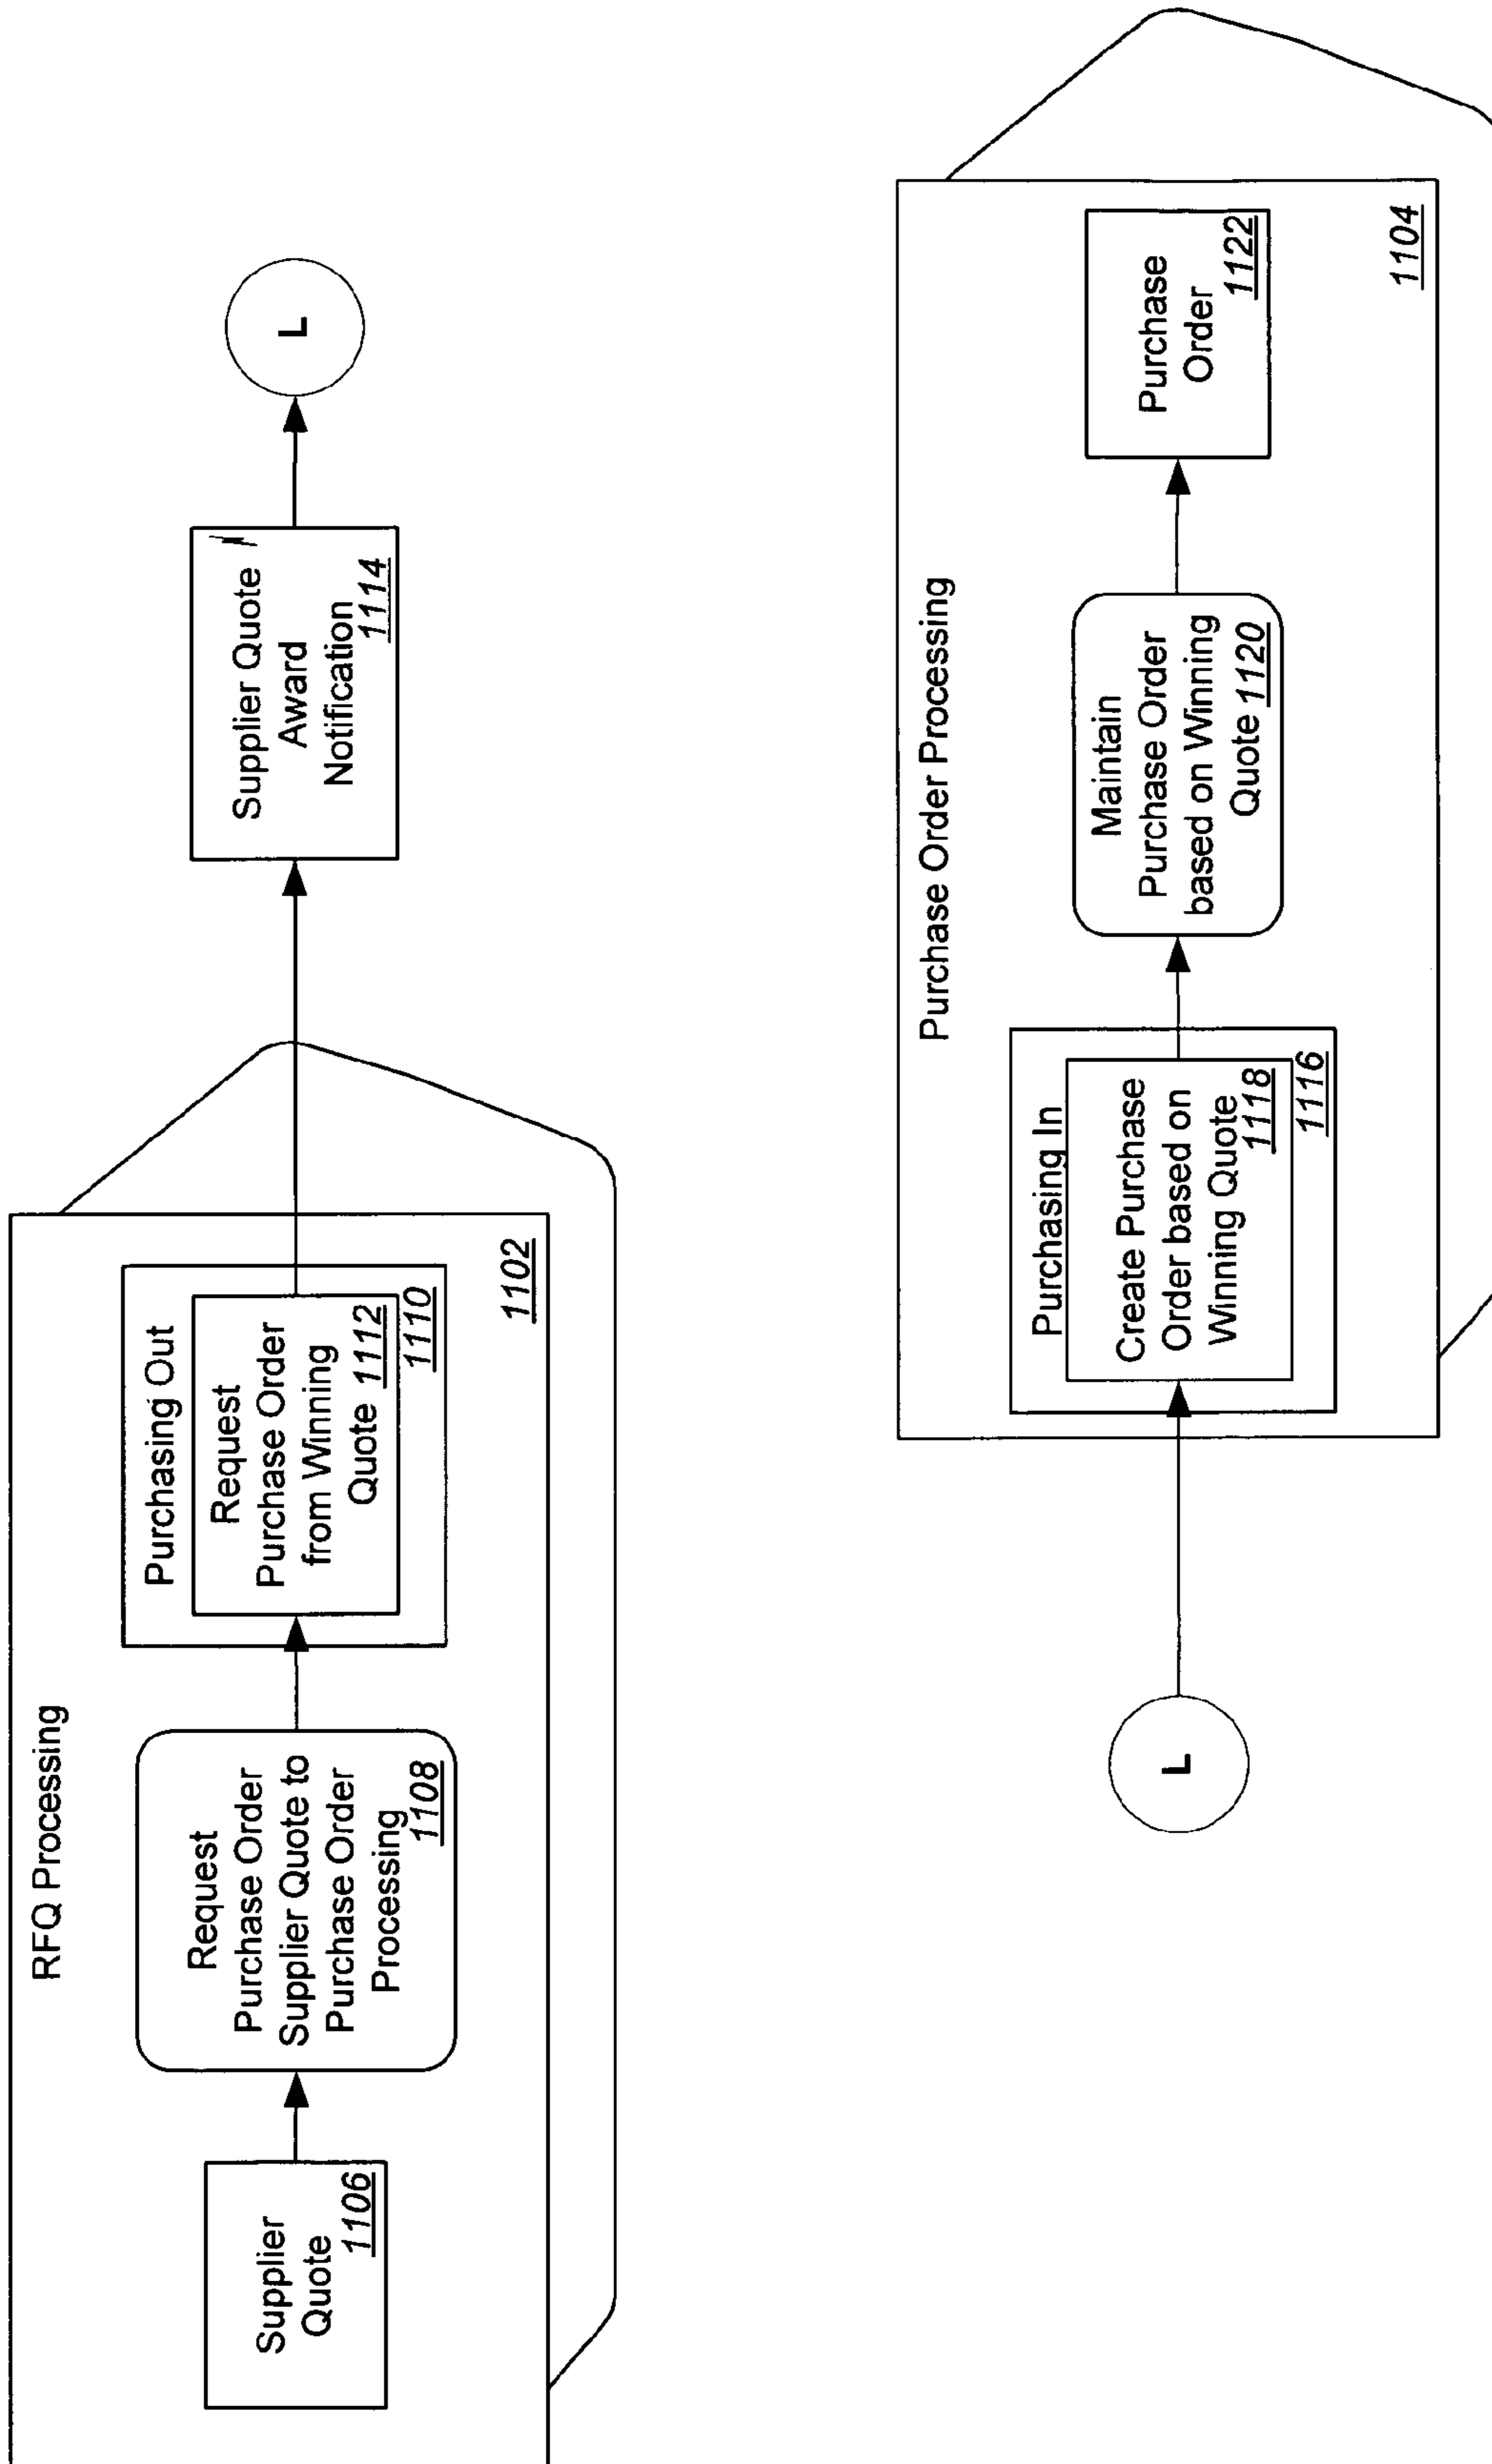 RFQ Processing
Supplier
Quote
1106
Request
Purchase Order
Supplier Quote to
Purchase Order
Processing
1108
Purchasing Out
Request
Purchase Order
from Winning
Quote 1112
1110
1102
Supplier Quote
Award
Notification
1114
L
L
Purchase Order Processing
Purchasing In
Create Purchase
Order based on
Winning Quote
1118
1116
Maintain
Purchase Order
based on Winning
Quote 1120
Purchase
Order
1122
1104